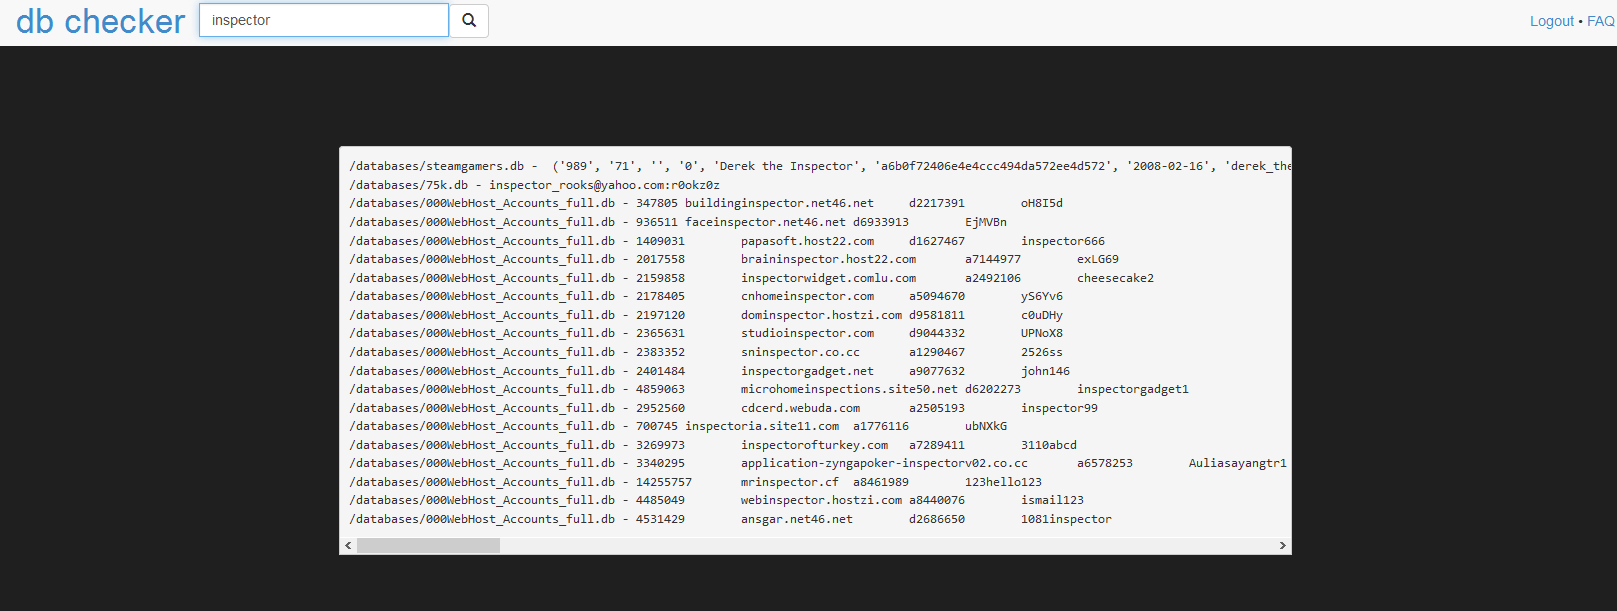 db checker
inspector
Logout • FAQ
/databases/steamgamers.db - ('989', '71', '', '0', 'Derek the Inspector', 'a6b0f72406e4e4ccc494da572ee4d572', '2008-02-16', 'derek_the
/databases/75k.db - inspector_rooks@yahoo.com:r0okz0z
/databases/000WebHost_Accounts_full.db - 347805 buildinginspector.net46.net d2217391 oH8I5d
/databases/000WebHost_Accounts_full.db - 936511 faceinspector.net46.net d6933913 EjMVBn
/databases/000WebHost_Accounts_full.db - 1409031 papasoft.host22.com d1627467 inspector666
/databases/000WebHost_Accounts_full.db - 2017558 braininspector.host22.com a7144977 exLG69
/databases/000WebHost_Accounts_full.db - 2159858 inspectorwidget.comlu.com a2492106 cheesecake2
/databases/000WebHost_Accounts_full.db - 2178405 cnhomeinspector.com a5094670 yS6Yv6
/databases/000WebHost_Accounts_full.db - 2197120 dominspector.hostzi.com d9581811 c0uDHy
/databases/000WebHost_Accounts_full.db - 2365631 studioinspector.com d9044332 UPNoX8
/databases/000WebHost_Accounts_full.db - 2383352 sninspector.co.cc a1290467 2526ss
/databases/000WebHost_Accounts_full.db - 2401484 inspectorgadget.net a9077632 john146
/databases/000WebHost_Accounts_full.db - 4859063 microhomeinspections.site50.net d6202273 inspectorgadget1
/databases/000WebHost_Accounts_full.db - 2952560 cdcerd.webuda.com a2505193 inspector99
/databases/000WebHost_Accounts_full.db - 700745 inspectoria.site11.com a1776116 ubNXkG
/databases/000WebHost_Accounts_full.db - 3269973 inspectorofturkey.com a7289411 3110abcd
/databases/000WebHost_Accounts_full.db - 3340295 application-zyngapoker-inspectorv02.co.cc a6578253 Auliasayangtr1
/databases/000WebHost_Accounts_full.db - 14255757 mrinspector.cf a8461989 123hello123
/databases/000WebHost_Accounts_full.db - 4485049 webinspector.hostzi.com a8440076 ismail123
/databases/000WebHost_Accounts_full.db - 4531429 ansgar.net46.net d2686650 1081inspector